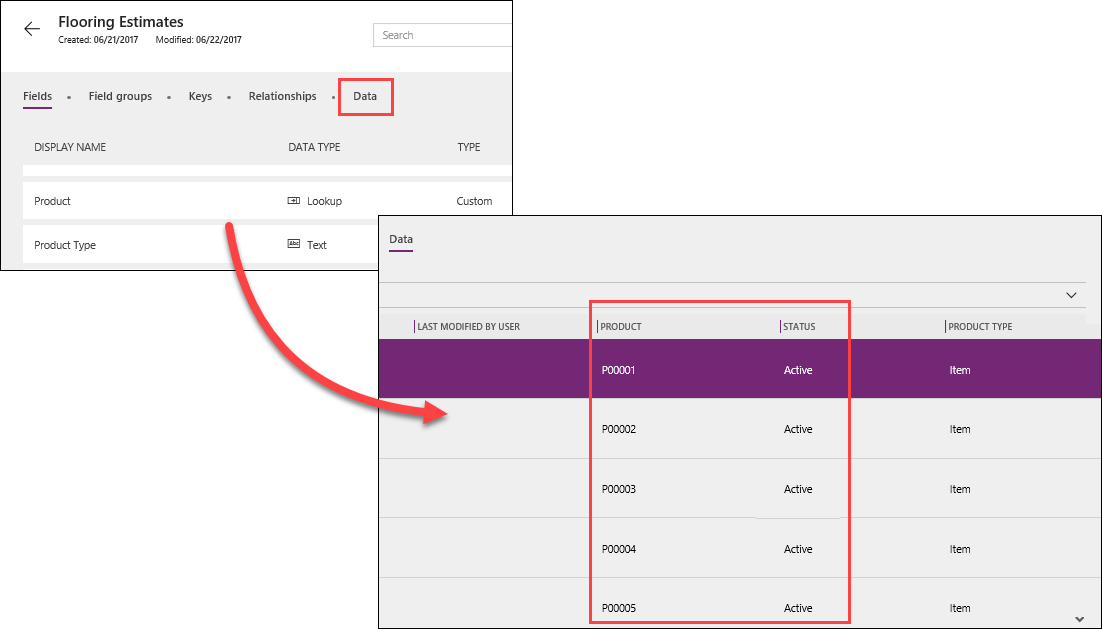 Flooring Estimates
Created: 06/21/2017 Modified: 06/22/2017
Search
Fields • Field groups • Keys • Relationships • Data
DISPLAY NAME DATA TYPE TYPE
Product Lookup Custom
Product Type Abc Text
Data
LAST MODIFIED BY USER PRODUCT STATUS PRODUCT TYPE
P00001 Active Item
P00002 Active Item
P00003 Active Item
P00004 Active Item
P00005 Active Item